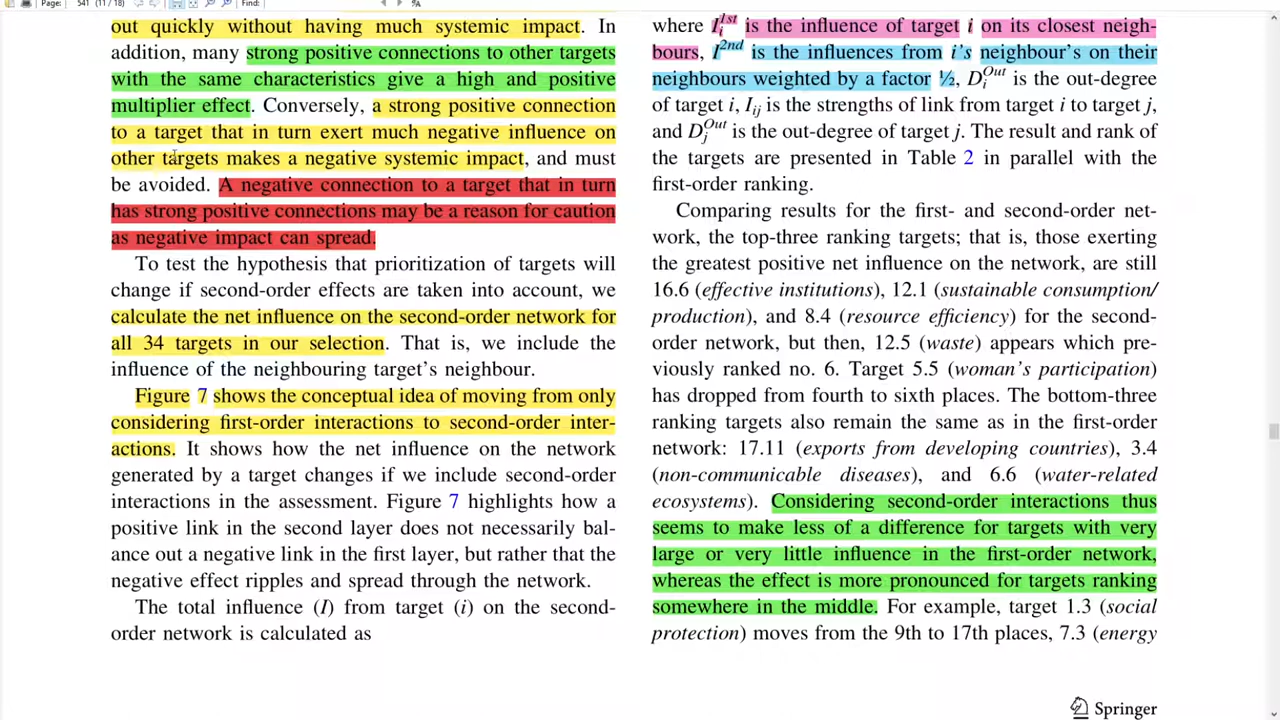 Page: 541 (11 / 18) Find:
out quickly without having much systemic impact. In
addition, many strong positive connections to other targets
with the same characteristics give a high and positive
multiplier effect. Conversely, a strong positive connection
to a target that in turn exert much negative influence on
other targets makes a negative systemic impact, and must
be avoided. A negative connection to a target that in turn
has strong positive connections may be a reason for caution
as negative impact can spread.
To test the hypothesis that prioritization of targets will
change if second-order effects are taken into account, we
calculate the net influence on the second-order network for
all 34 targets in our selection. That is, we include the
influence of the neighbouring target's neighbour.
Figure 7 shows the conceptual idea of moving from only
considering first-order interactions to second-order inter-
actions. It shows how the net influence on the network
generated by a target changes if we include second-order
interactions in the assessment. Figure 7 highlights how a
positive link in the second layer does not necessarily bal-
ance out a negative link in the first layer, but rather that the
negative effect ripples and spread through the network.
The total influence (I) from target (i) on the second-
order network is calculated as
where I_i^1st is the influence of target i on its closest neigh-
bours, I^2nd is the influences from i's neighbour's on their
neighbours weighted by a factor ½, D_i^Out is the out-degree
of target i, I_ij is the strengths of link from target i to target j,
and D_j^Out is the out-degree of target j. The result and rank of
the targets are presented in Table 2 in parallel with the
first-order ranking.
Comparing results for the first- and second-order net-
work, the top-three ranking targets; that is, those exerting
the greatest positive net influence on the network, are still
16.6 (effective institutions), 12.1 (sustainable consumption/
production), and 8.4 (resource efficiency) for the second-
order network, but then, 12.5 (waste) appears which pre-
viously ranked no. 6. Target 5.5 (woman's participation)
has dropped from fourth to sixth places. The bottom-three
ranking targets also remain the same as in the first-order
network: 17.11 (exports from developing countries), 3.4
(non-communicable diseases), and 6.6 (water-related
ecosystems). Considering second-order interactions thus
seems to make less of a difference for targets with very
large or very little influence in the first-order network,
whereas the effect is more pronounced for targets ranking
somewhere in the middle. For example, target 1.3 (social
protection) moves from the 9th to 17th places, 7.3 (energy
Springer